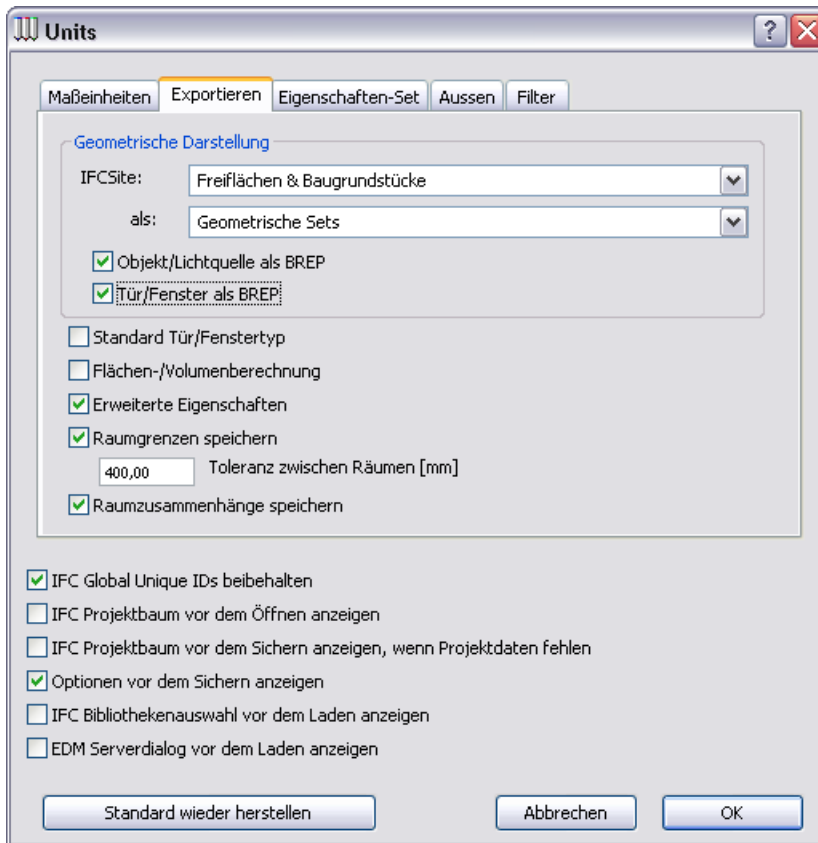 Units
Maßeinheiten Exportieren Eigenschaften-Set Aussen Filter
Geometrische Darstellung
IFCSite: Freiflächen & Baugrundstücke
als: Geometrische Sets
Objekt/Lichtquelle als BREP
Tür/Fenster als BREP
Standard Tür/Fenstertyp
Flächen-/Volumenberechnung
Erweiterte Eigenschaften
Raumgrenzen speichern
400,00 Toleranz zwischen Räumen [mm]
Raumzusammenhänge speichern
IFC Global Unique IDs beibehalten
IFC Projektbaum vor dem Öffnen anzeigen
IFC Projektbaum vor dem Sichern anzeigen, wenn Projektdaten fehlen
Optionen vor dem Sichern anzeigen
IFC Bibliothekenauswahl vor dem Laden anzeigen
EDM Serverdialog vor dem Laden anzeigen
Standard wieder herstellen Abbrechen OK